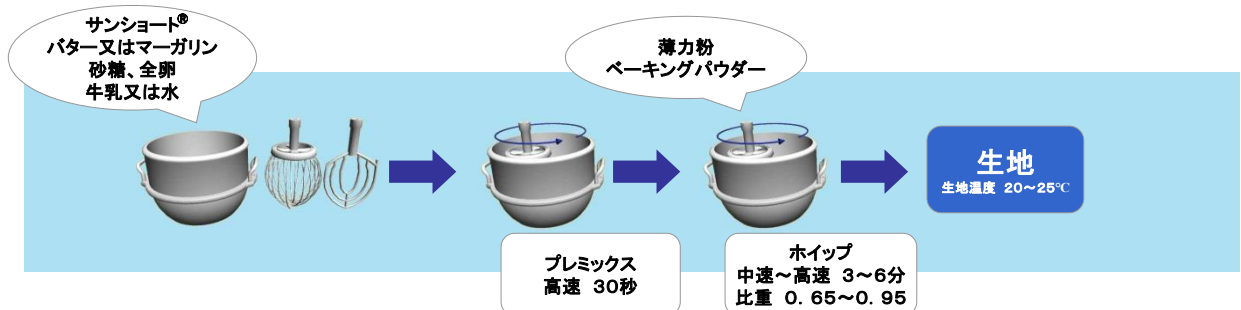 サンショート®
バター又はマーガリン
砂糖、全卵
牛乳又は水
薄力粉
ベーキングパウダー
プレミックス
高速 30秒
ホイップ
中速～高速 3～6分
比重 0.65～0.95
生地
生地温度 20～25℃